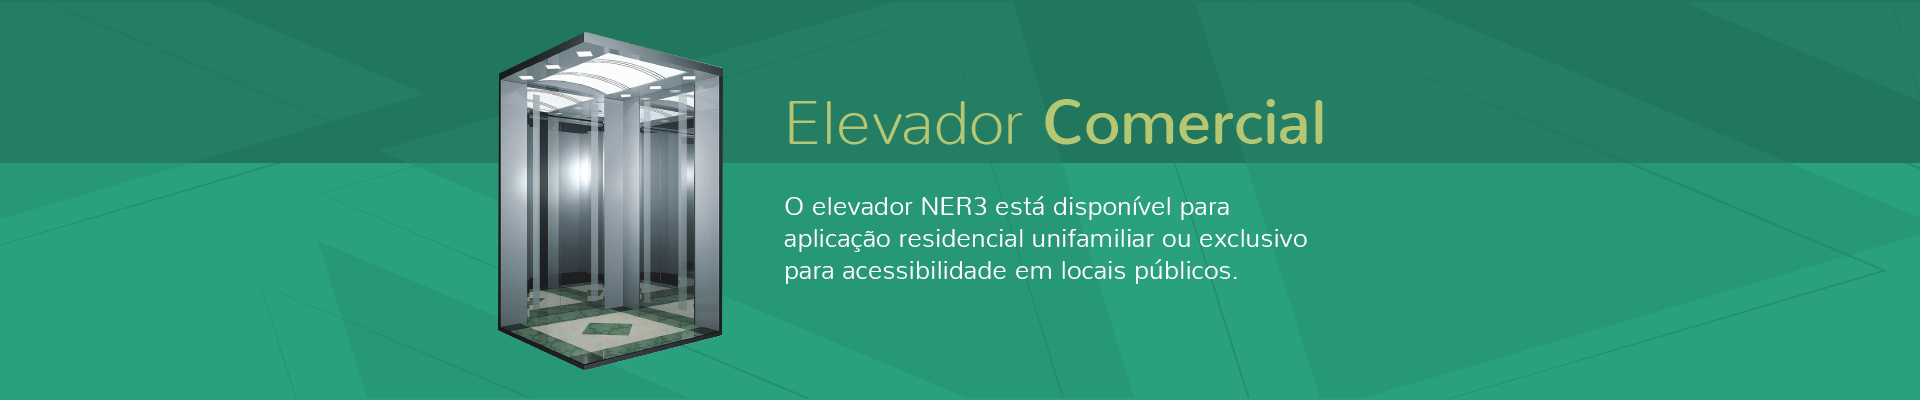 Elevador Comercial
O elevador NER3 está disponível para
aplicação residencial unifamiliar ou exclusivo
para acessibilidade em locais públicos.